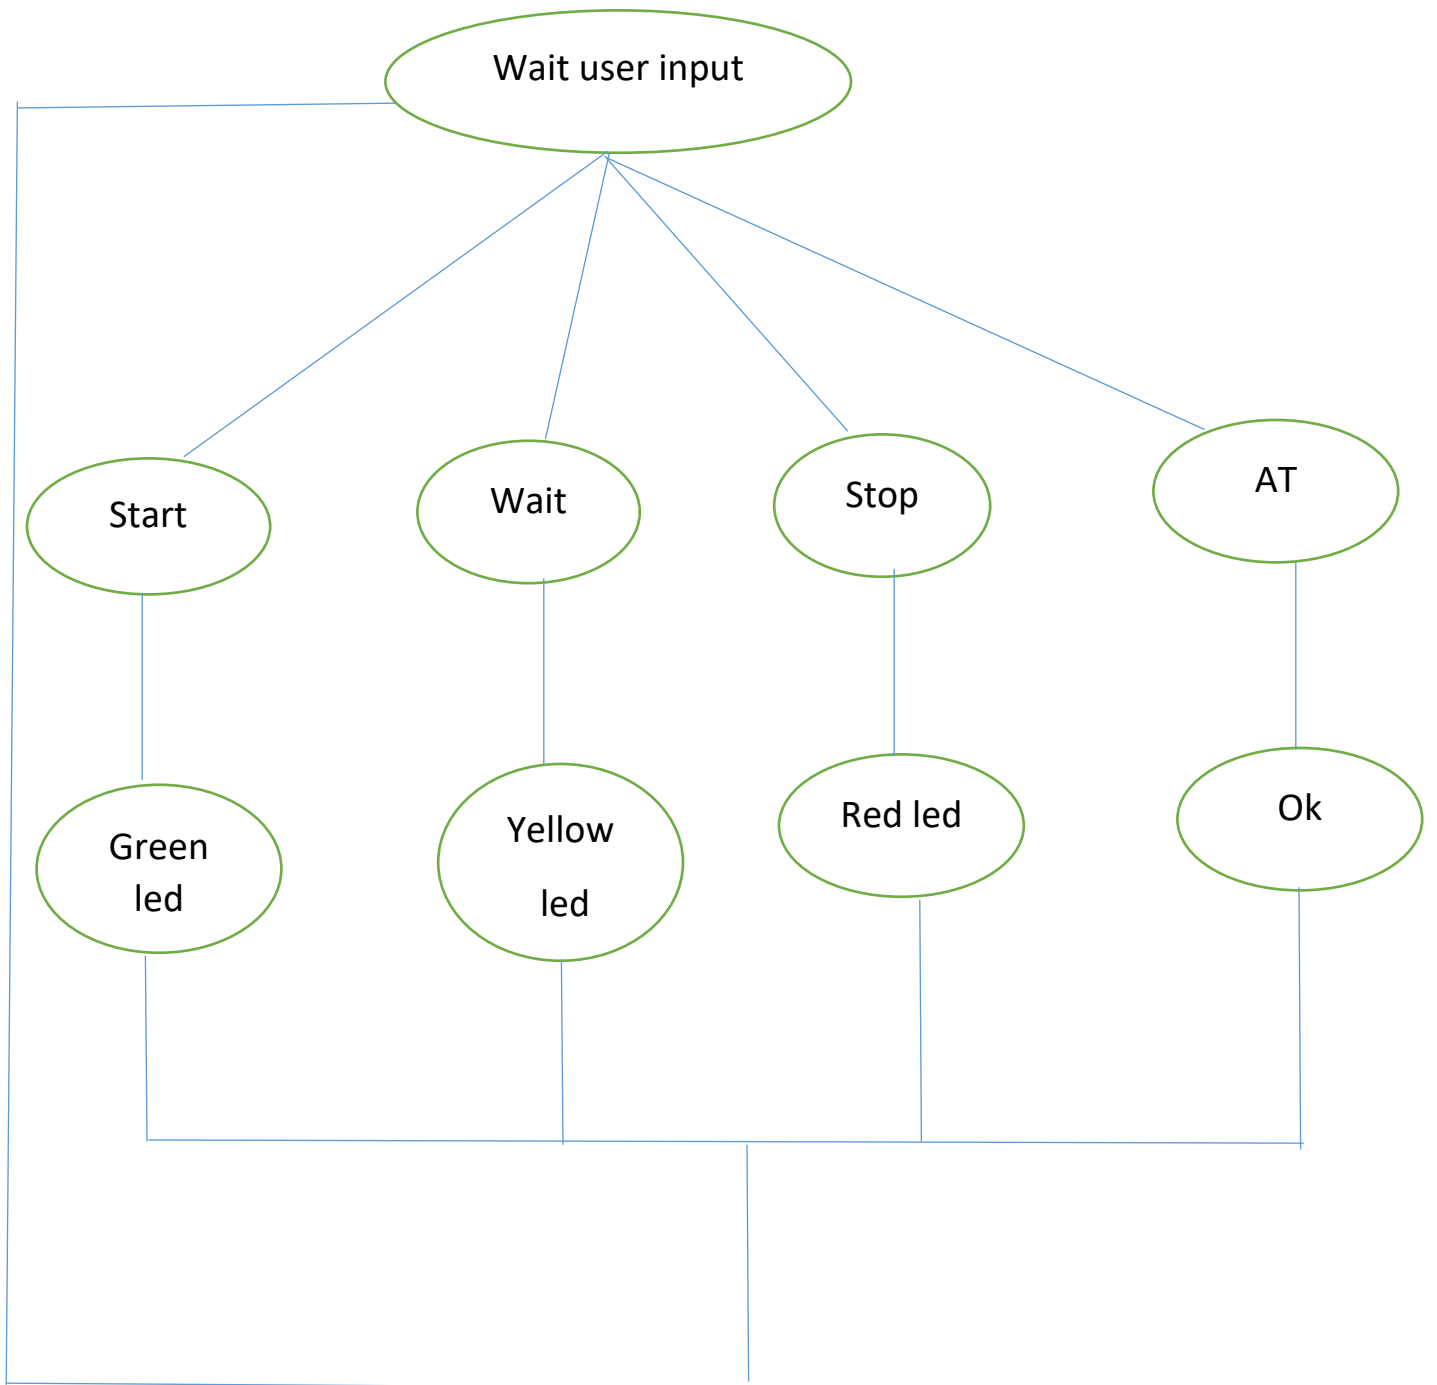 Wait user input
Start
Wait
Stop
AT
Green
led
Yellow
led
Red led
Ok